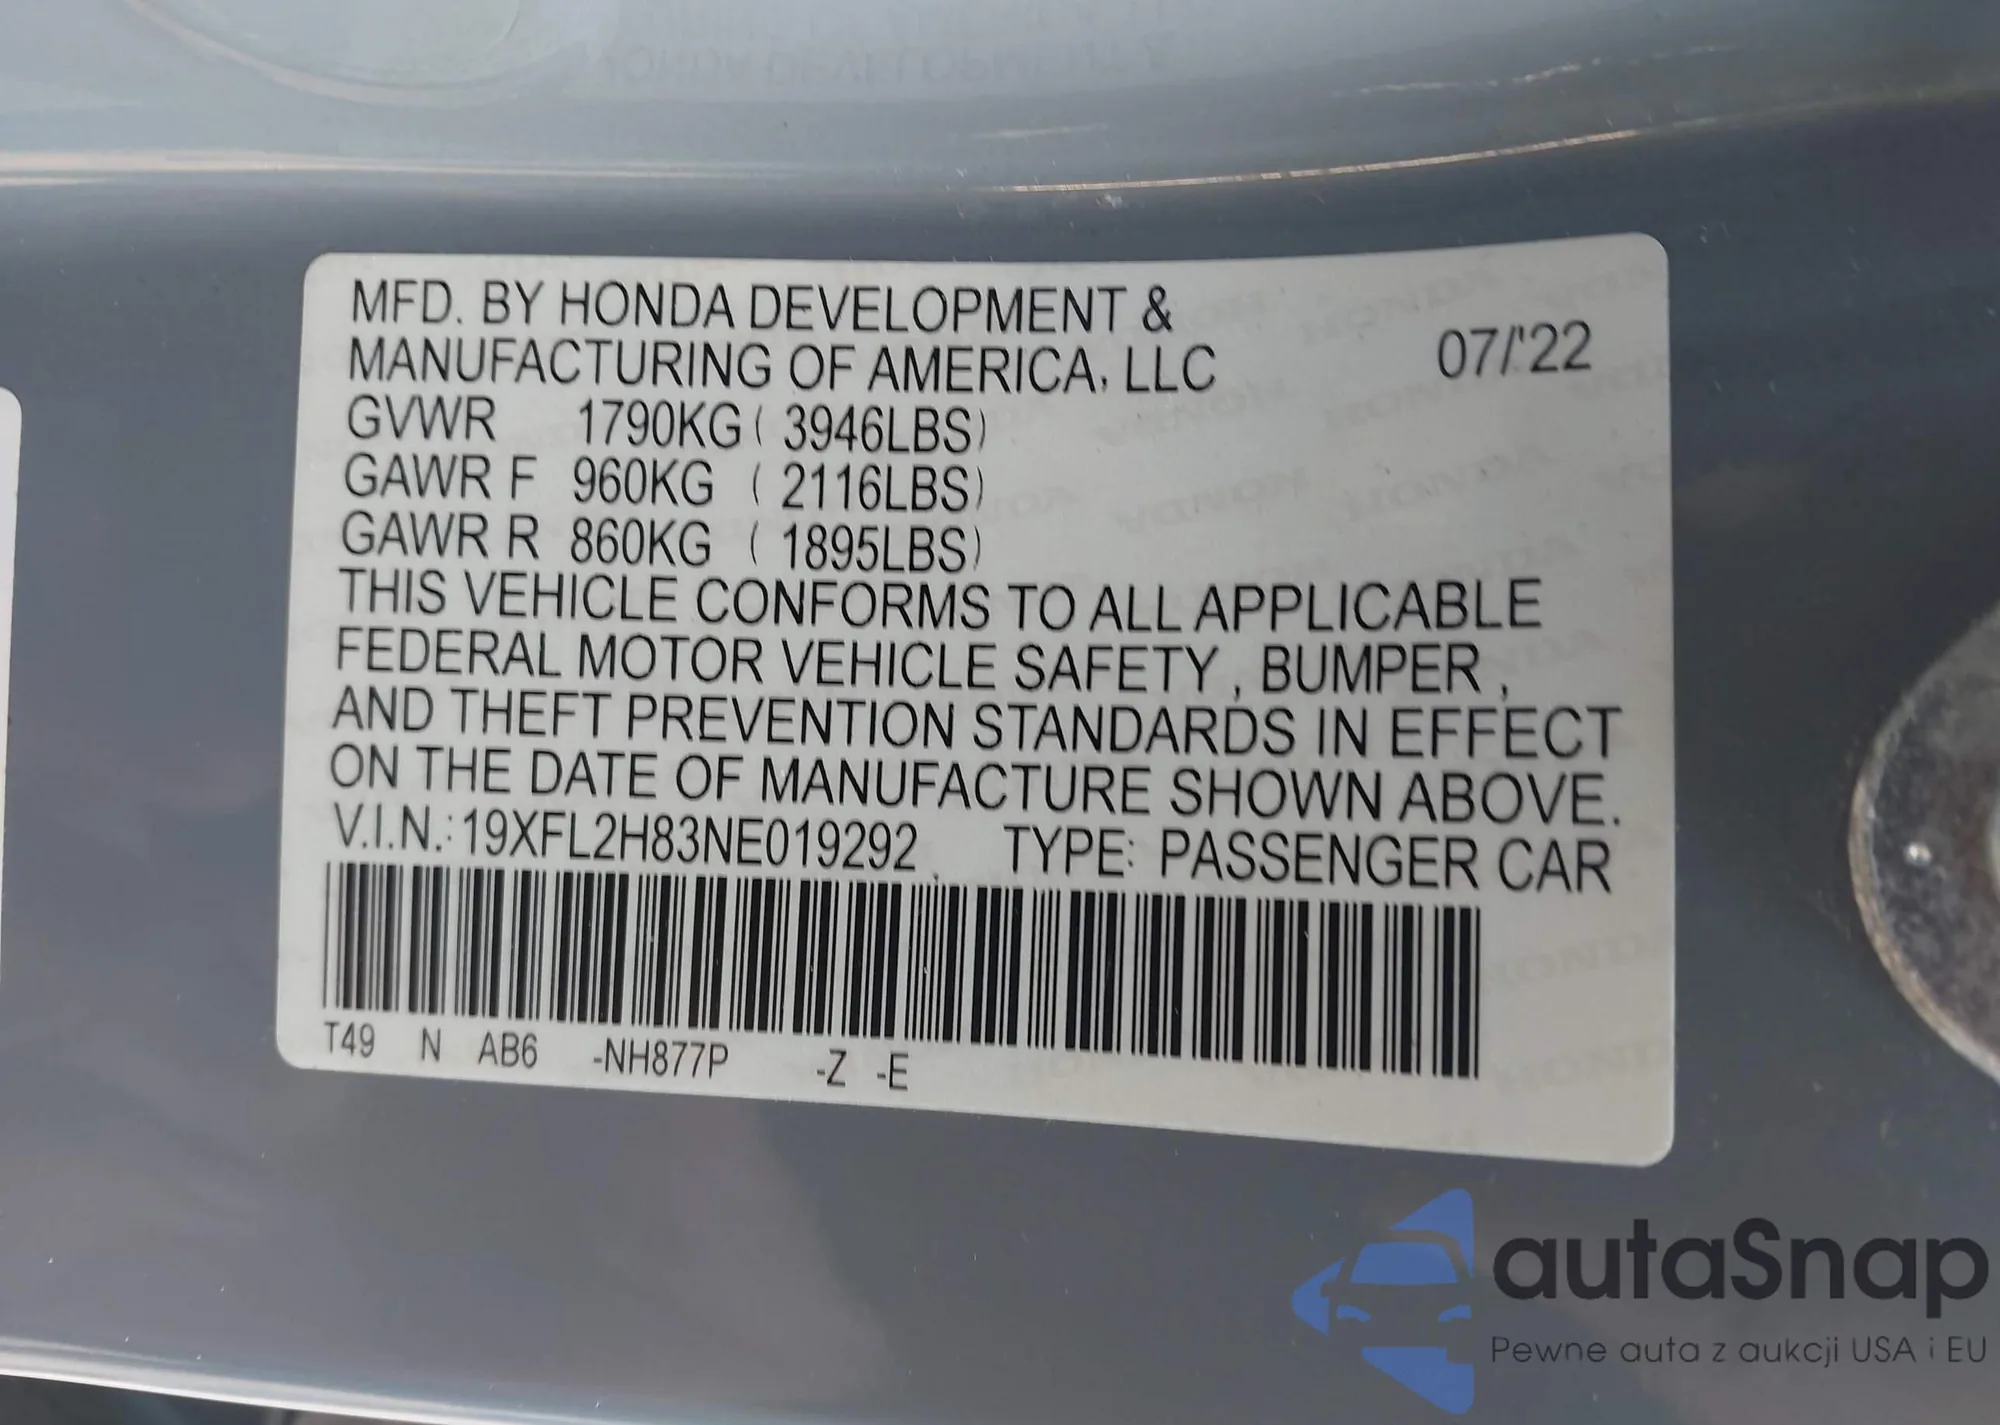 MFD. BY HONDA DEVELOPMENT &
MANUFACTURING OF AMERICA, LLC
07/'22
GVWR 1790KG ( 3946LBS)
GAWR F 960KG ( 2116LBS)
GAWR R 860KG ( 1895LBS)
THIS VEHICLE CONFORMS TO ALL APPLICABLE
FEDERAL MOTOR VEHICLE SAFETY, BUMPER,
AND THEFT PREVENTION STANDARDS IN EFFECT
ON THE DATE OF MANUFACTURE SHOWN ABOVE.
V.I.N.: 19XFL2H83NE019292 TYPE: PASSENGER CAR
T49 N AB6 -NH877P -Z -E
autaSnap
Pewne auta z aukcji USA i EU